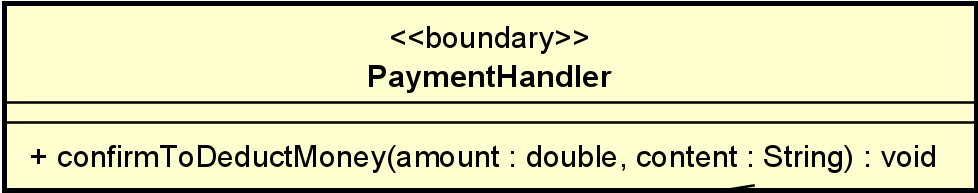 <<boundary>>
PaymentHandler
+ confirmToDeductMoney(amount : double, content : String) : void